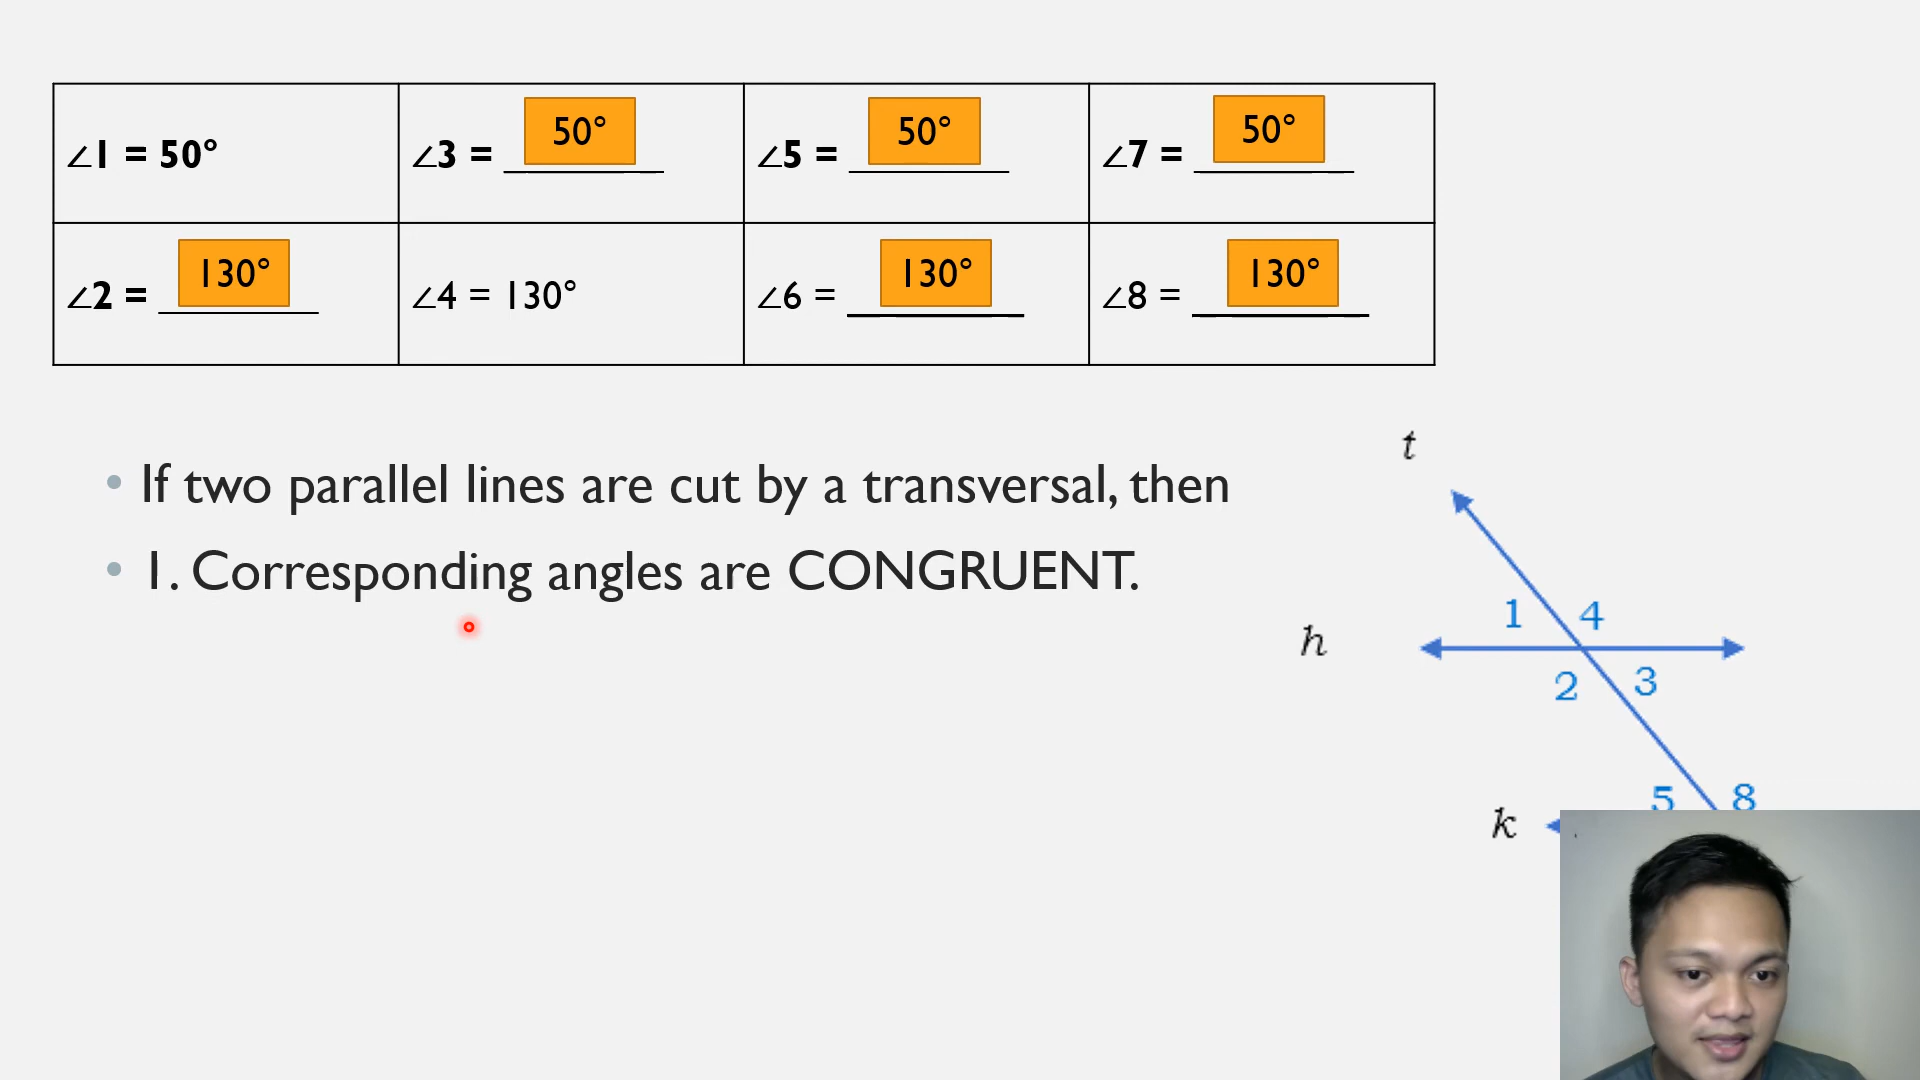 ∠1 = 50°
∠3 = 50°
∠5 = 50°
∠7 = 50°
∠2 = 130°
∠4 = 130°
∠6 = 130°
∠8 = 130°
• If two parallel lines are cut by a transversal, then
• 1. Corresponding angles are CONGRUENT.
t
1 4
h
2 3
5 8
k